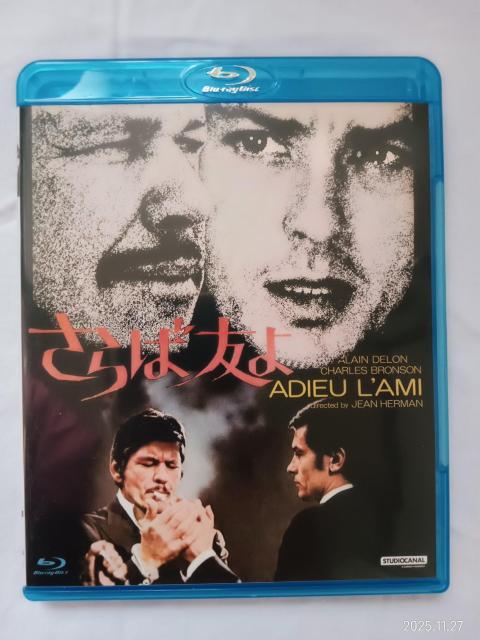 Blu-ray Disc
さらば友よ
ALAIN DELON
CHARLES BRONSON
ADIEU L'AMI
directed by JEAN HERMAN
Blu-ray Disc
STUDIOCANAL
2025.11.27